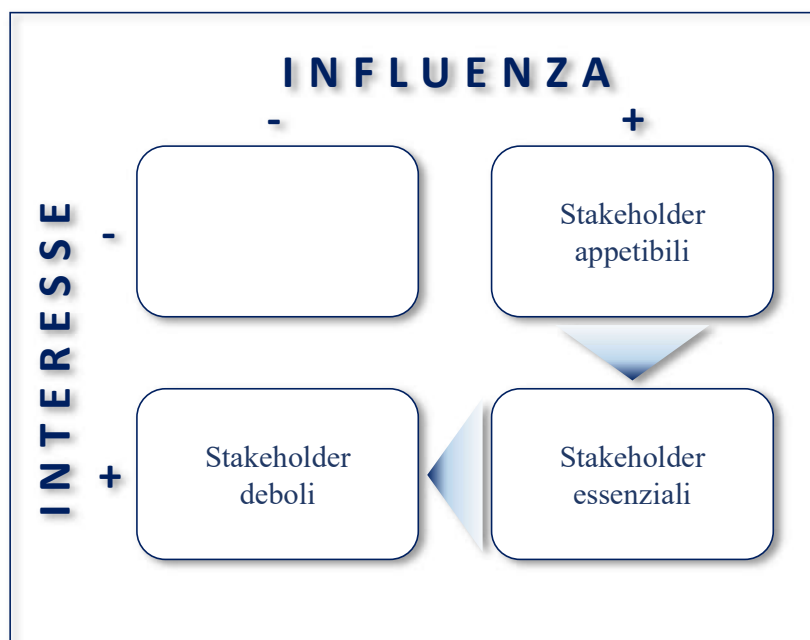 INFLUENZA
- +
Stakeholder
appetibili
INTERESSE
-
+
Stakeholder
deboli
Stakeholder
essenziali